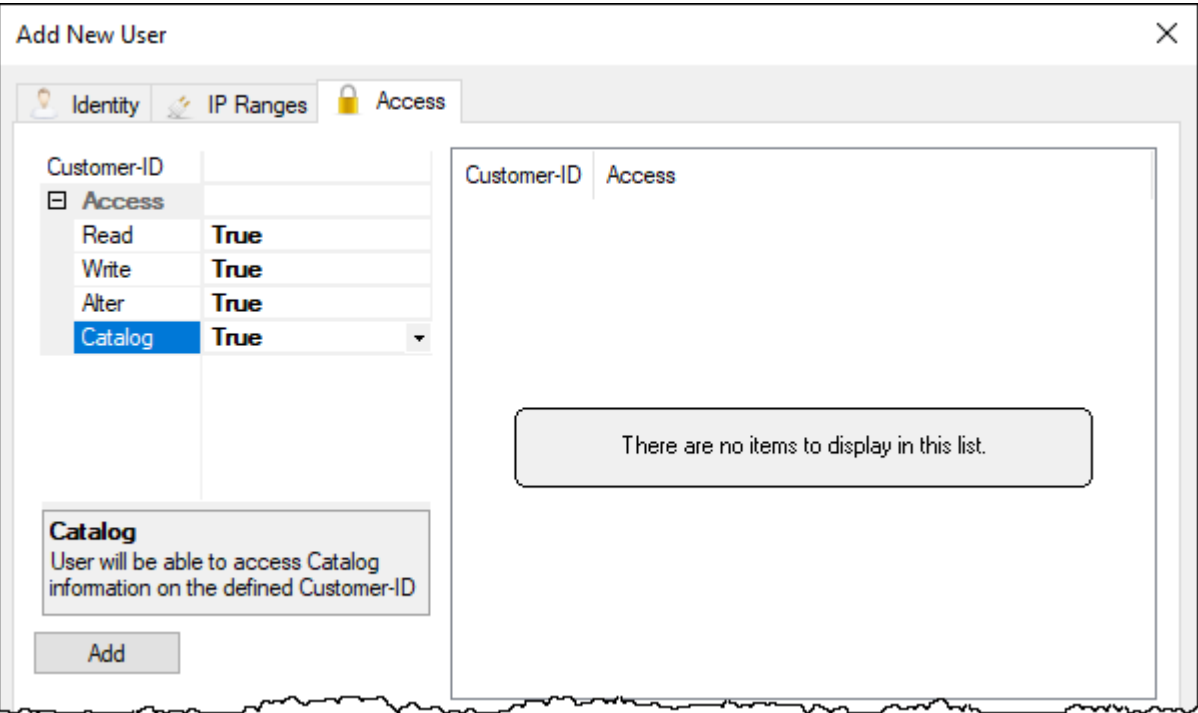 Add New User
Identity IP Ranges Access
Customer-ID
Access
Read True
Write True
Alter True
Catalog True
Catalog
User will be able to access Catalog
information on the defined Customer-ID
Add
Customer-ID Access
There are no items to display in this list.